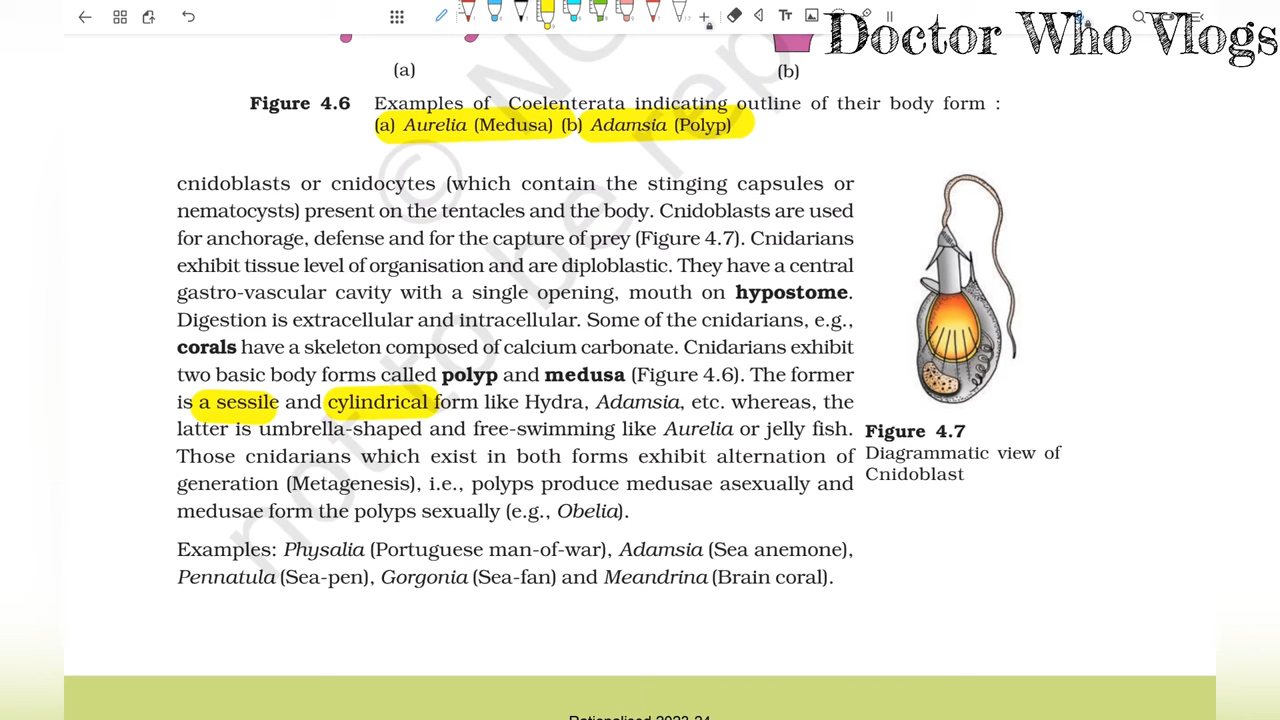 Doctor Who Vlogs
(a)
(b)
Figure 4.6 Examples of Coelenterata indicating outline of their body form :
(a) Aurelia (Medusa) (b) Adamsia (Polyp)
cnidoblasts or cnidocytes (which contain the stinging capsules or
nematocysts) present on the tentacles and the body. Cnidoblasts are used
for anchorage, defense and for the capture of prey (Figure 4.7). Cnidarians
exhibit tissue level of organisation and are diploblastic. They have a central
gastro-vascular cavity with a single opening, mouth on hypostome.
Digestion is extracellular and intracellular. Some of the cnidarians, e.g.,
corals have a skeleton composed of calcium carbonate. Cnidarians exhibit
two basic body forms called polyp and medusa (Figure 4.6). The former
is a sessile and cylindrical form like Hydra, Adamsia, etc. whereas, the
latter is umbrella-shaped and free-swimming like Aurelia or jelly fish.
Those cnidarians which exist in both forms exhibit alternation of
generation (Metagenesis), i.e., polyps produce medusae asexually and
medusae form the polyps sexually (e.g., Obelia).
Figure 4.7
Diagrammatic view of
Cnidoblast
Examples: Physalia (Portuguese man-of-war), Adamsia (Sea anemone),
Pennatula (Sea-pen), Gorgonia (Sea-fan) and Meandrina (Brain coral).
Rationalised 2023-24